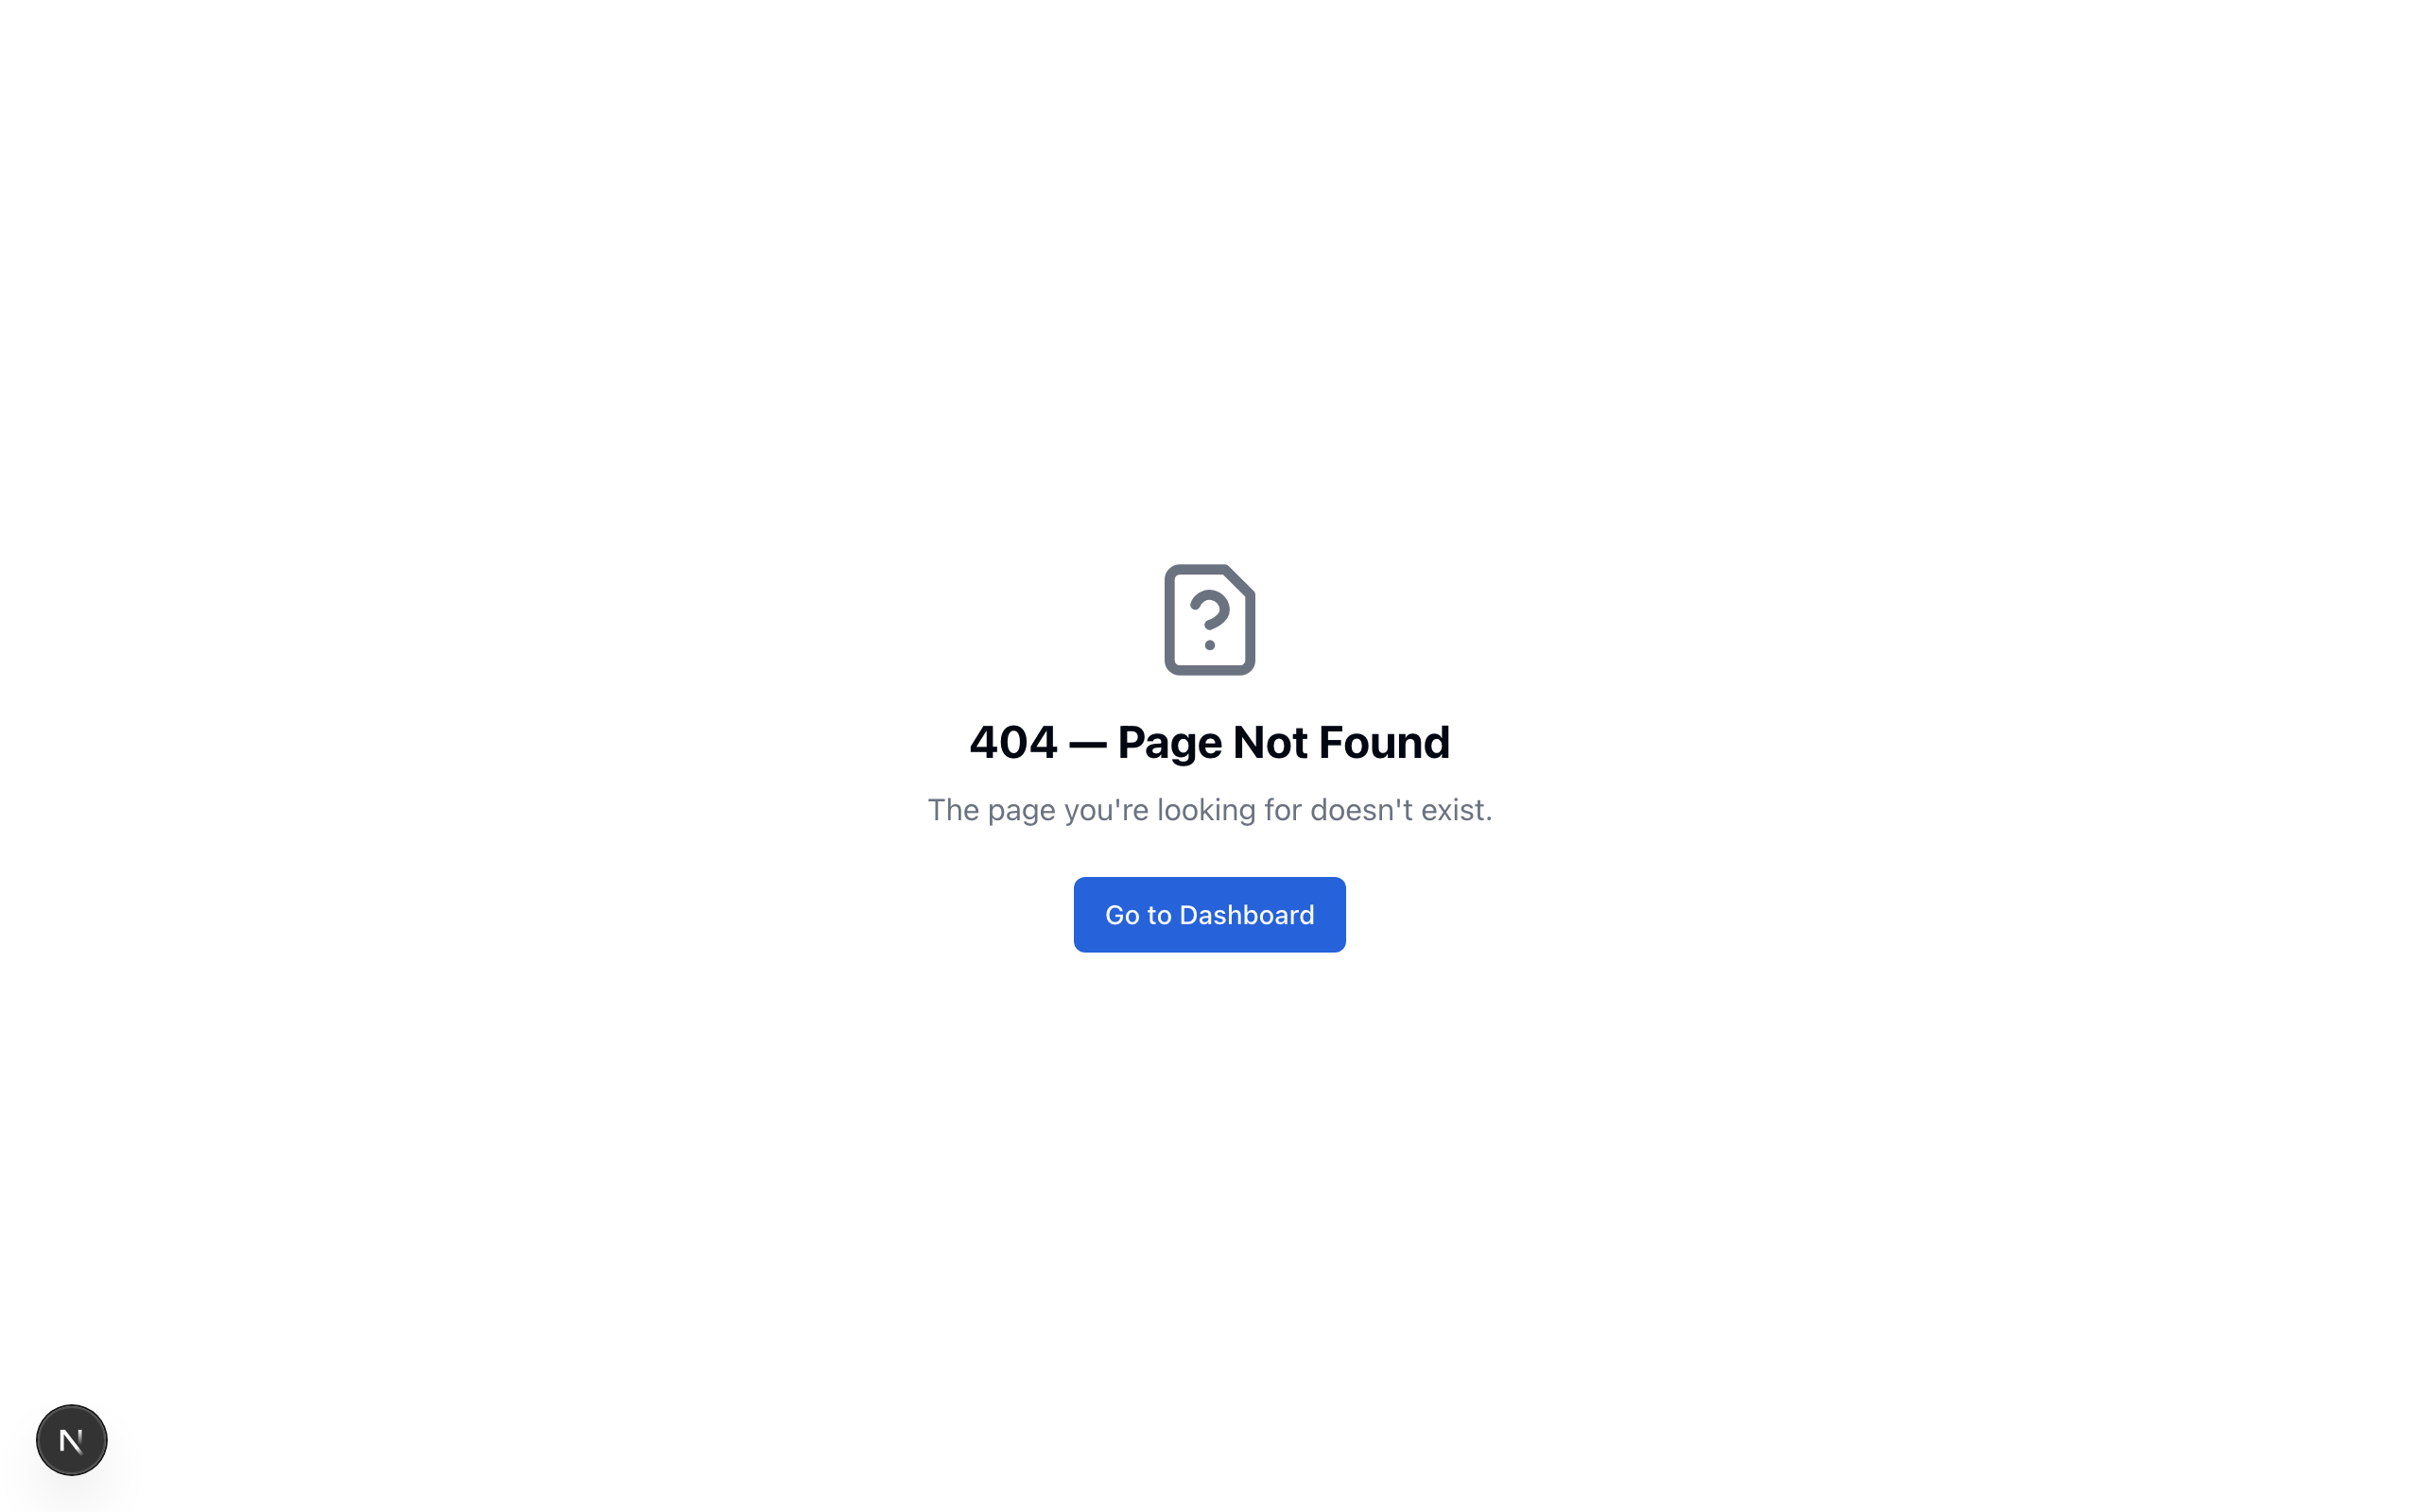 ?
404 — Page Not Found
The page you're looking for doesn't exist.
Go to Dashboard
N